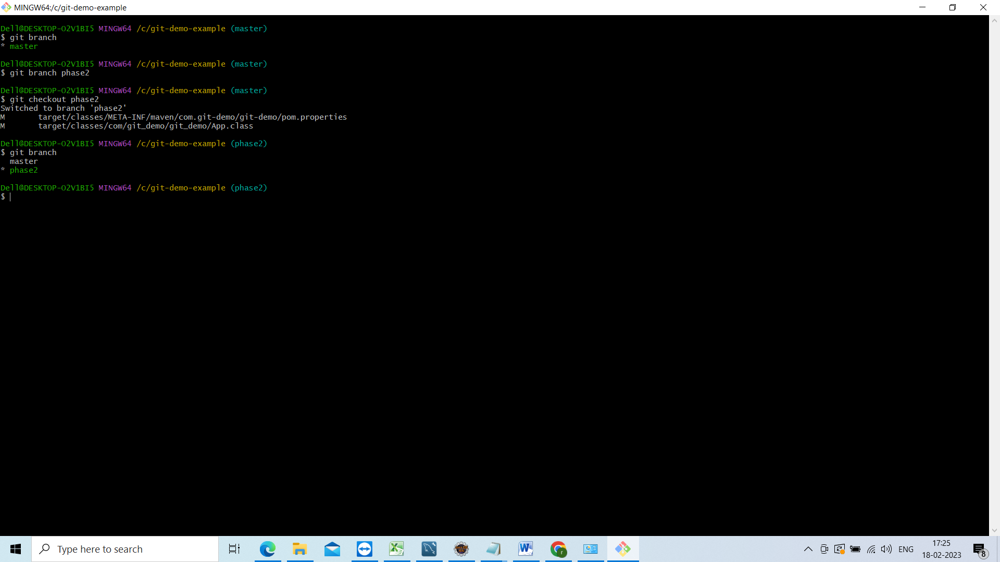 MINGW64:/c/git-demo-example
Dell@DESKTOP-O2V1BI5 MINGW64 /c/git-demo-example (master)
$ git branch
* master
Dell@DESKTOP-O2V1BI5 MINGW64 /c/git-demo-example (master)
$ git branch phase2
Dell@DESKTOP-O2V1BI5 MINGW64 /c/git-demo-example (master)
$ git checkout phase2
Switched to branch 'phase2'
M       target/classes/META-INF/maven/com.git-demo/git-demo/pom.properties
M       target/classes/com/git_demo/git_demo/App.class
Dell@DESKTOP-O2V1BI5 MINGW64 /c/git-demo-example (phase2)
$ git branch
  master
* phase2
Dell@DESKTOP-O2V1BI5 MINGW64 /c/git-demo-example (phase2)
$
Type here to search
ENG
17:25
18-02-2023
8